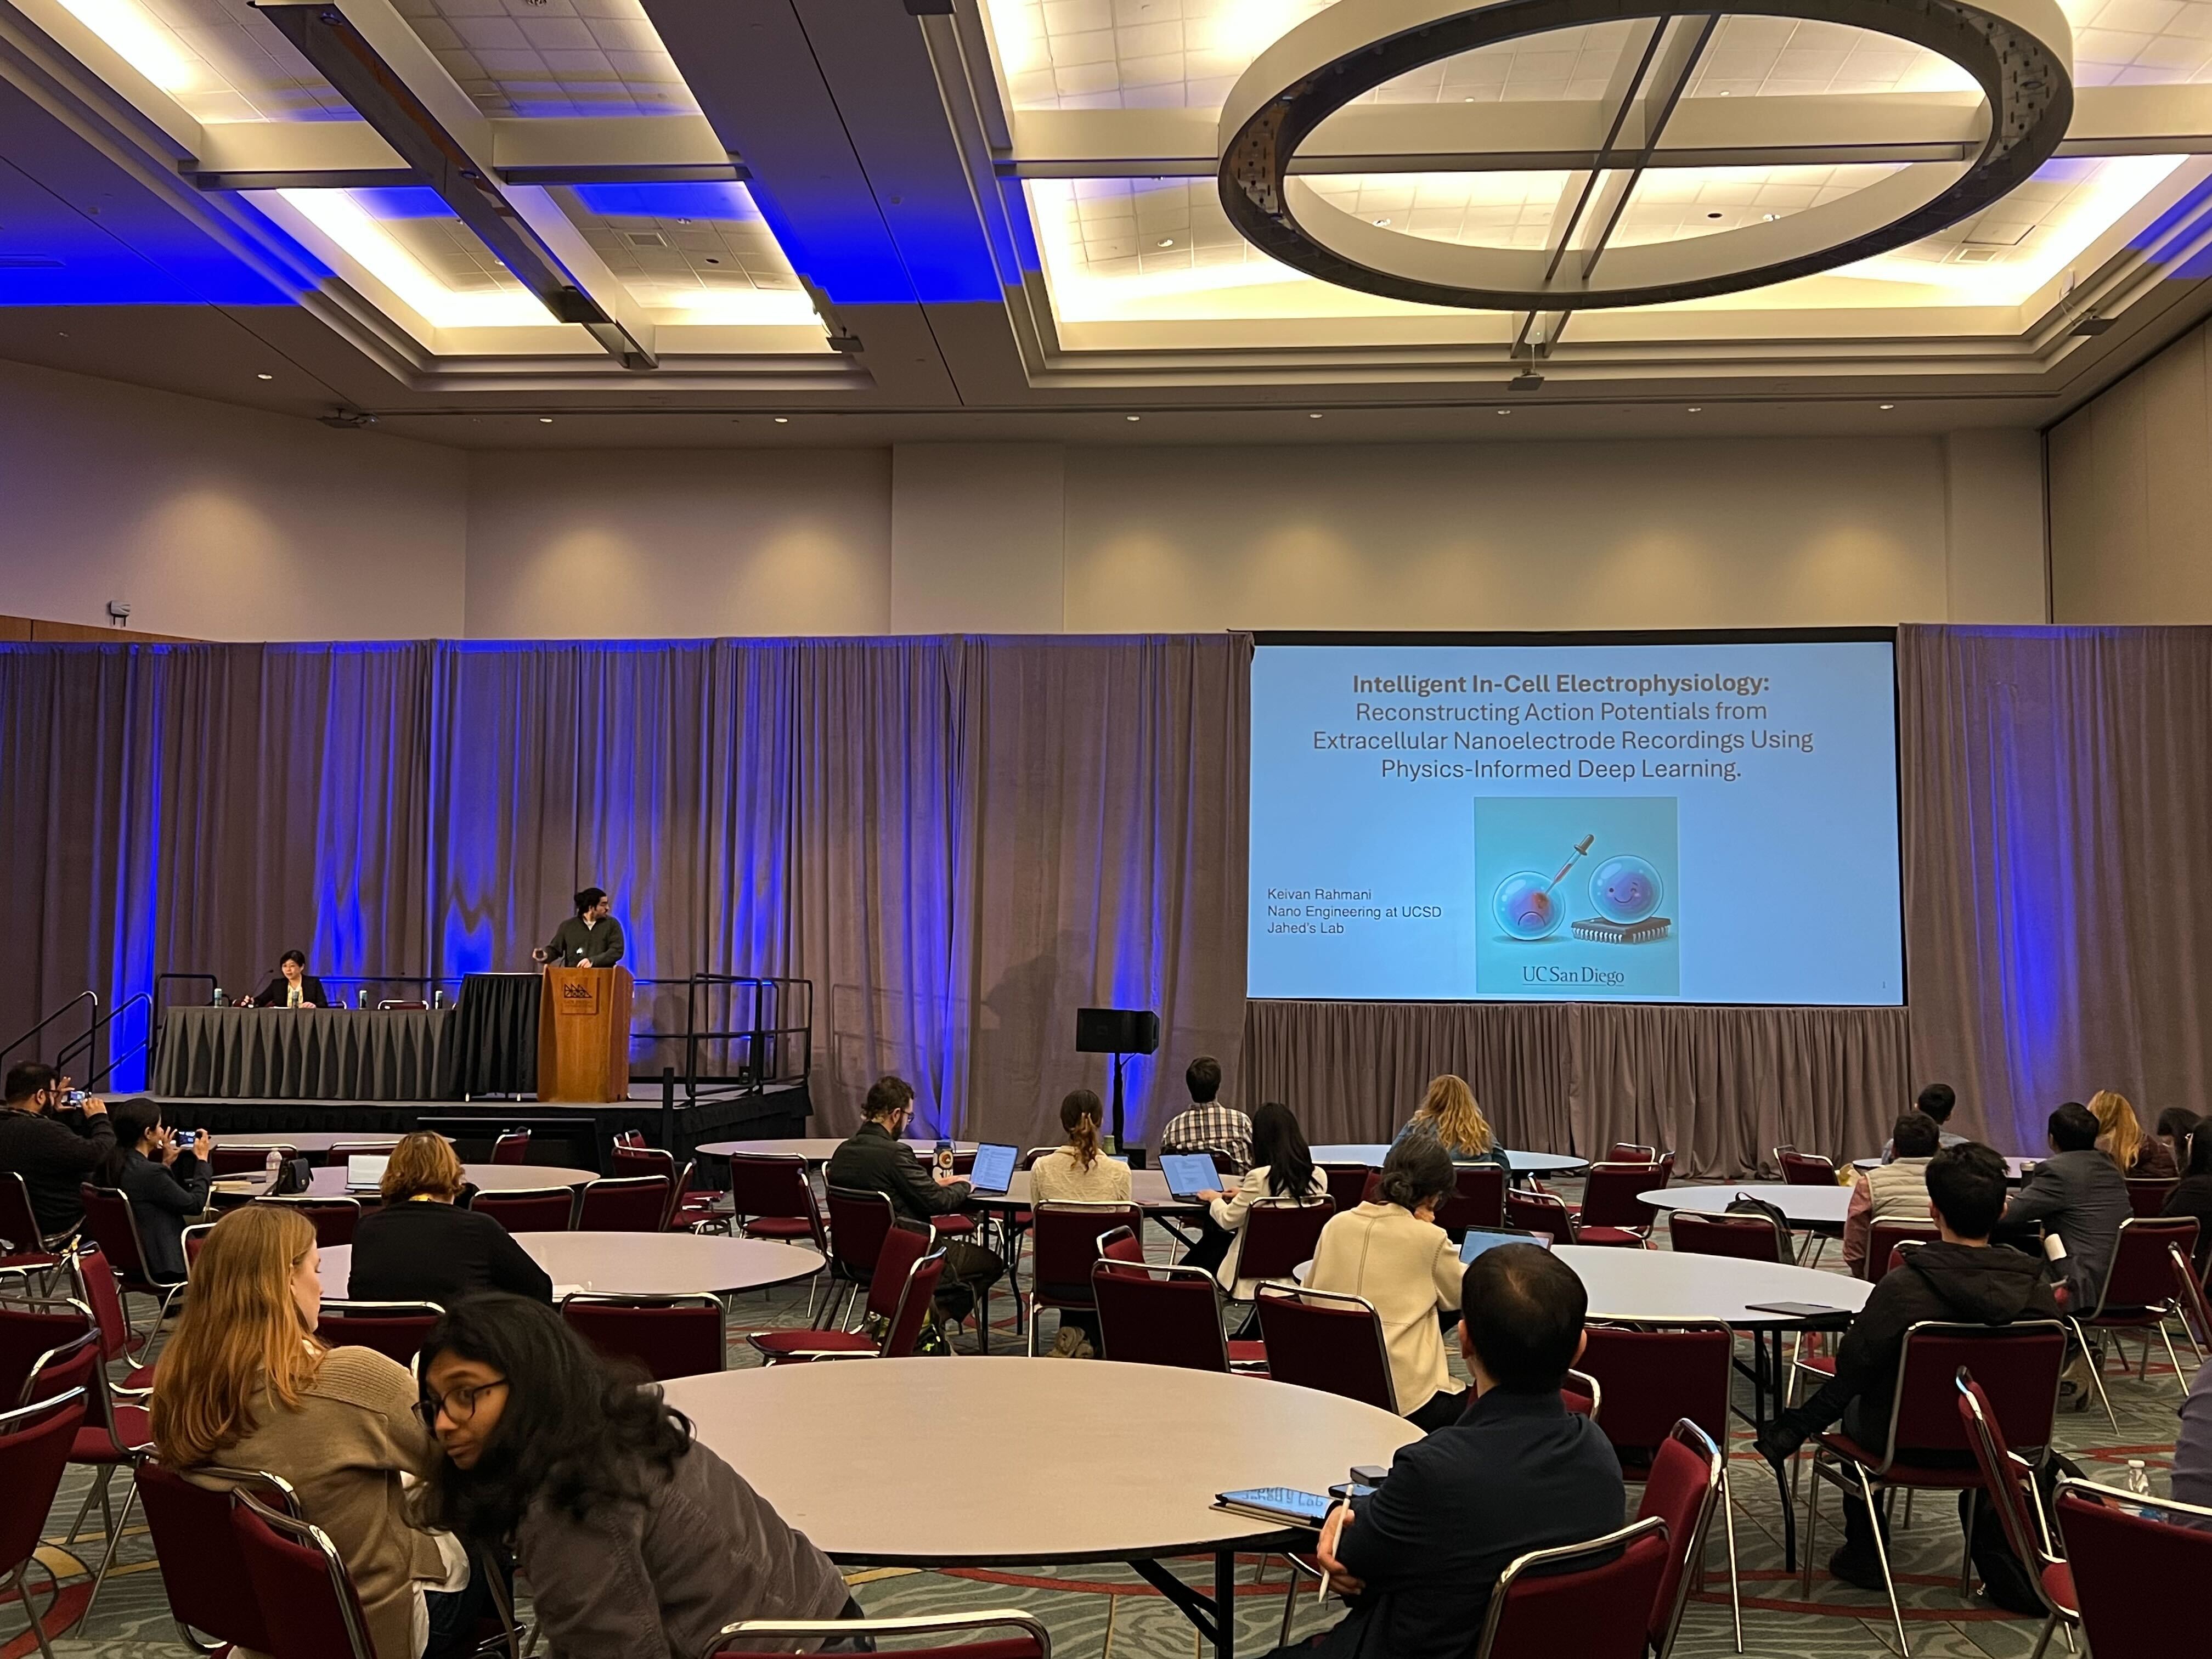 Intelligent In-Cell Electrophysiology:
Reconstructing Action Potentials from
Extracellular Nanoelectrode Recordings Using
Physics-Informed Deep Learning.
Keivan Rahmani
Nano Engineering at UCSD
Jahed's Lab
UC San Diego
1